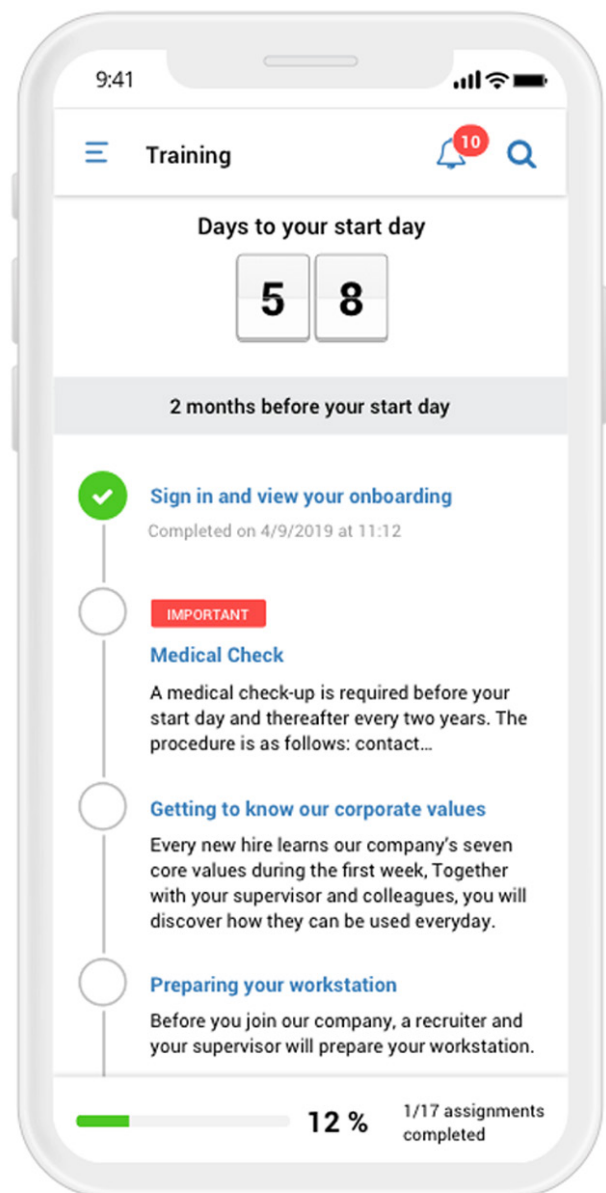 9:41
Training
10
Days to your start day
5 8
2 months before your start day
Sign in and view your onboarding
Completed on 4/9/2019 at 11:12
IMPORTANT
Medical Check
A medical check-up is required before your
start day and thereafter every two years. The
procedure is as follows: contact…
Getting to know our corporate values
Every new hire learns our company’s seven
core values during the first week, Together
with your supervisor and colleagues, you will
discover how they can be used everyday.
Preparing your workstation
Before you join our company, a recruiter and
your supervisor will prepare your workstation.
12 %
1/17 assignments
completed